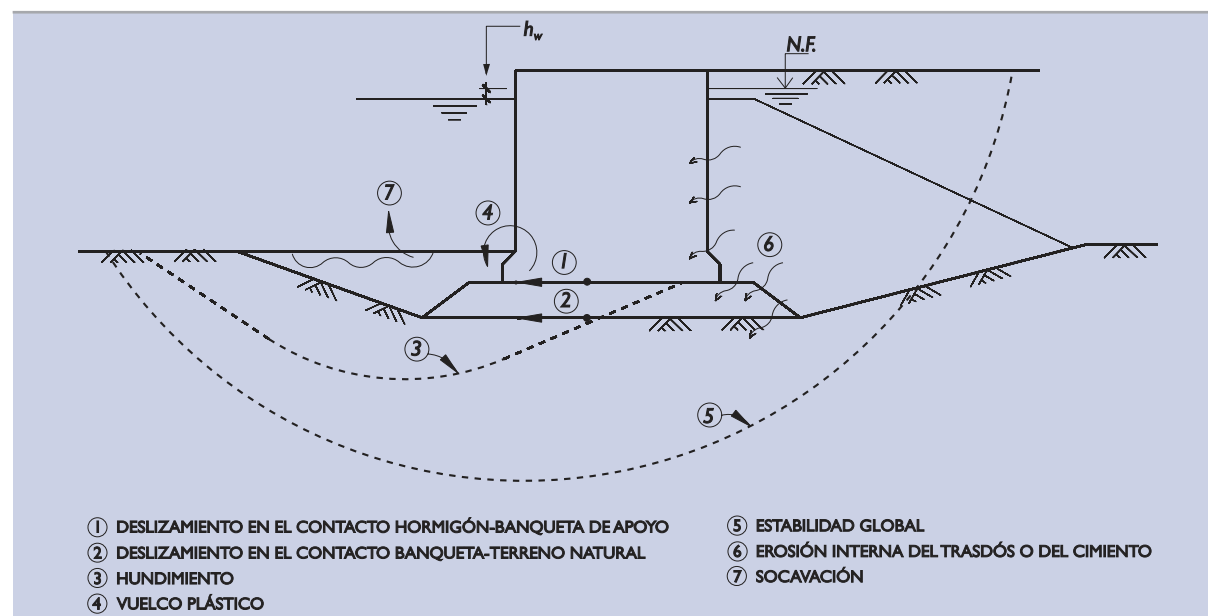 h_w
N.F.
7
4
6
1
2
3
5
① DESLIZAMIENTO EN EL CONTACTO HORMIGÓN-BANQUETA DE APOYO
② DESLIZAMIENTO EN EL CONTACTO BANQUETA-TERRENO NATURAL
③ HUNDIMIENTO
④ VUELCO PLÁSTICO
⑤ ESTABILIDAD GLOBAL
⑥ EROSIÓN INTERNA DEL TRASDÓS O DEL CIMIENTO
⑦ SOCAVACIÓN